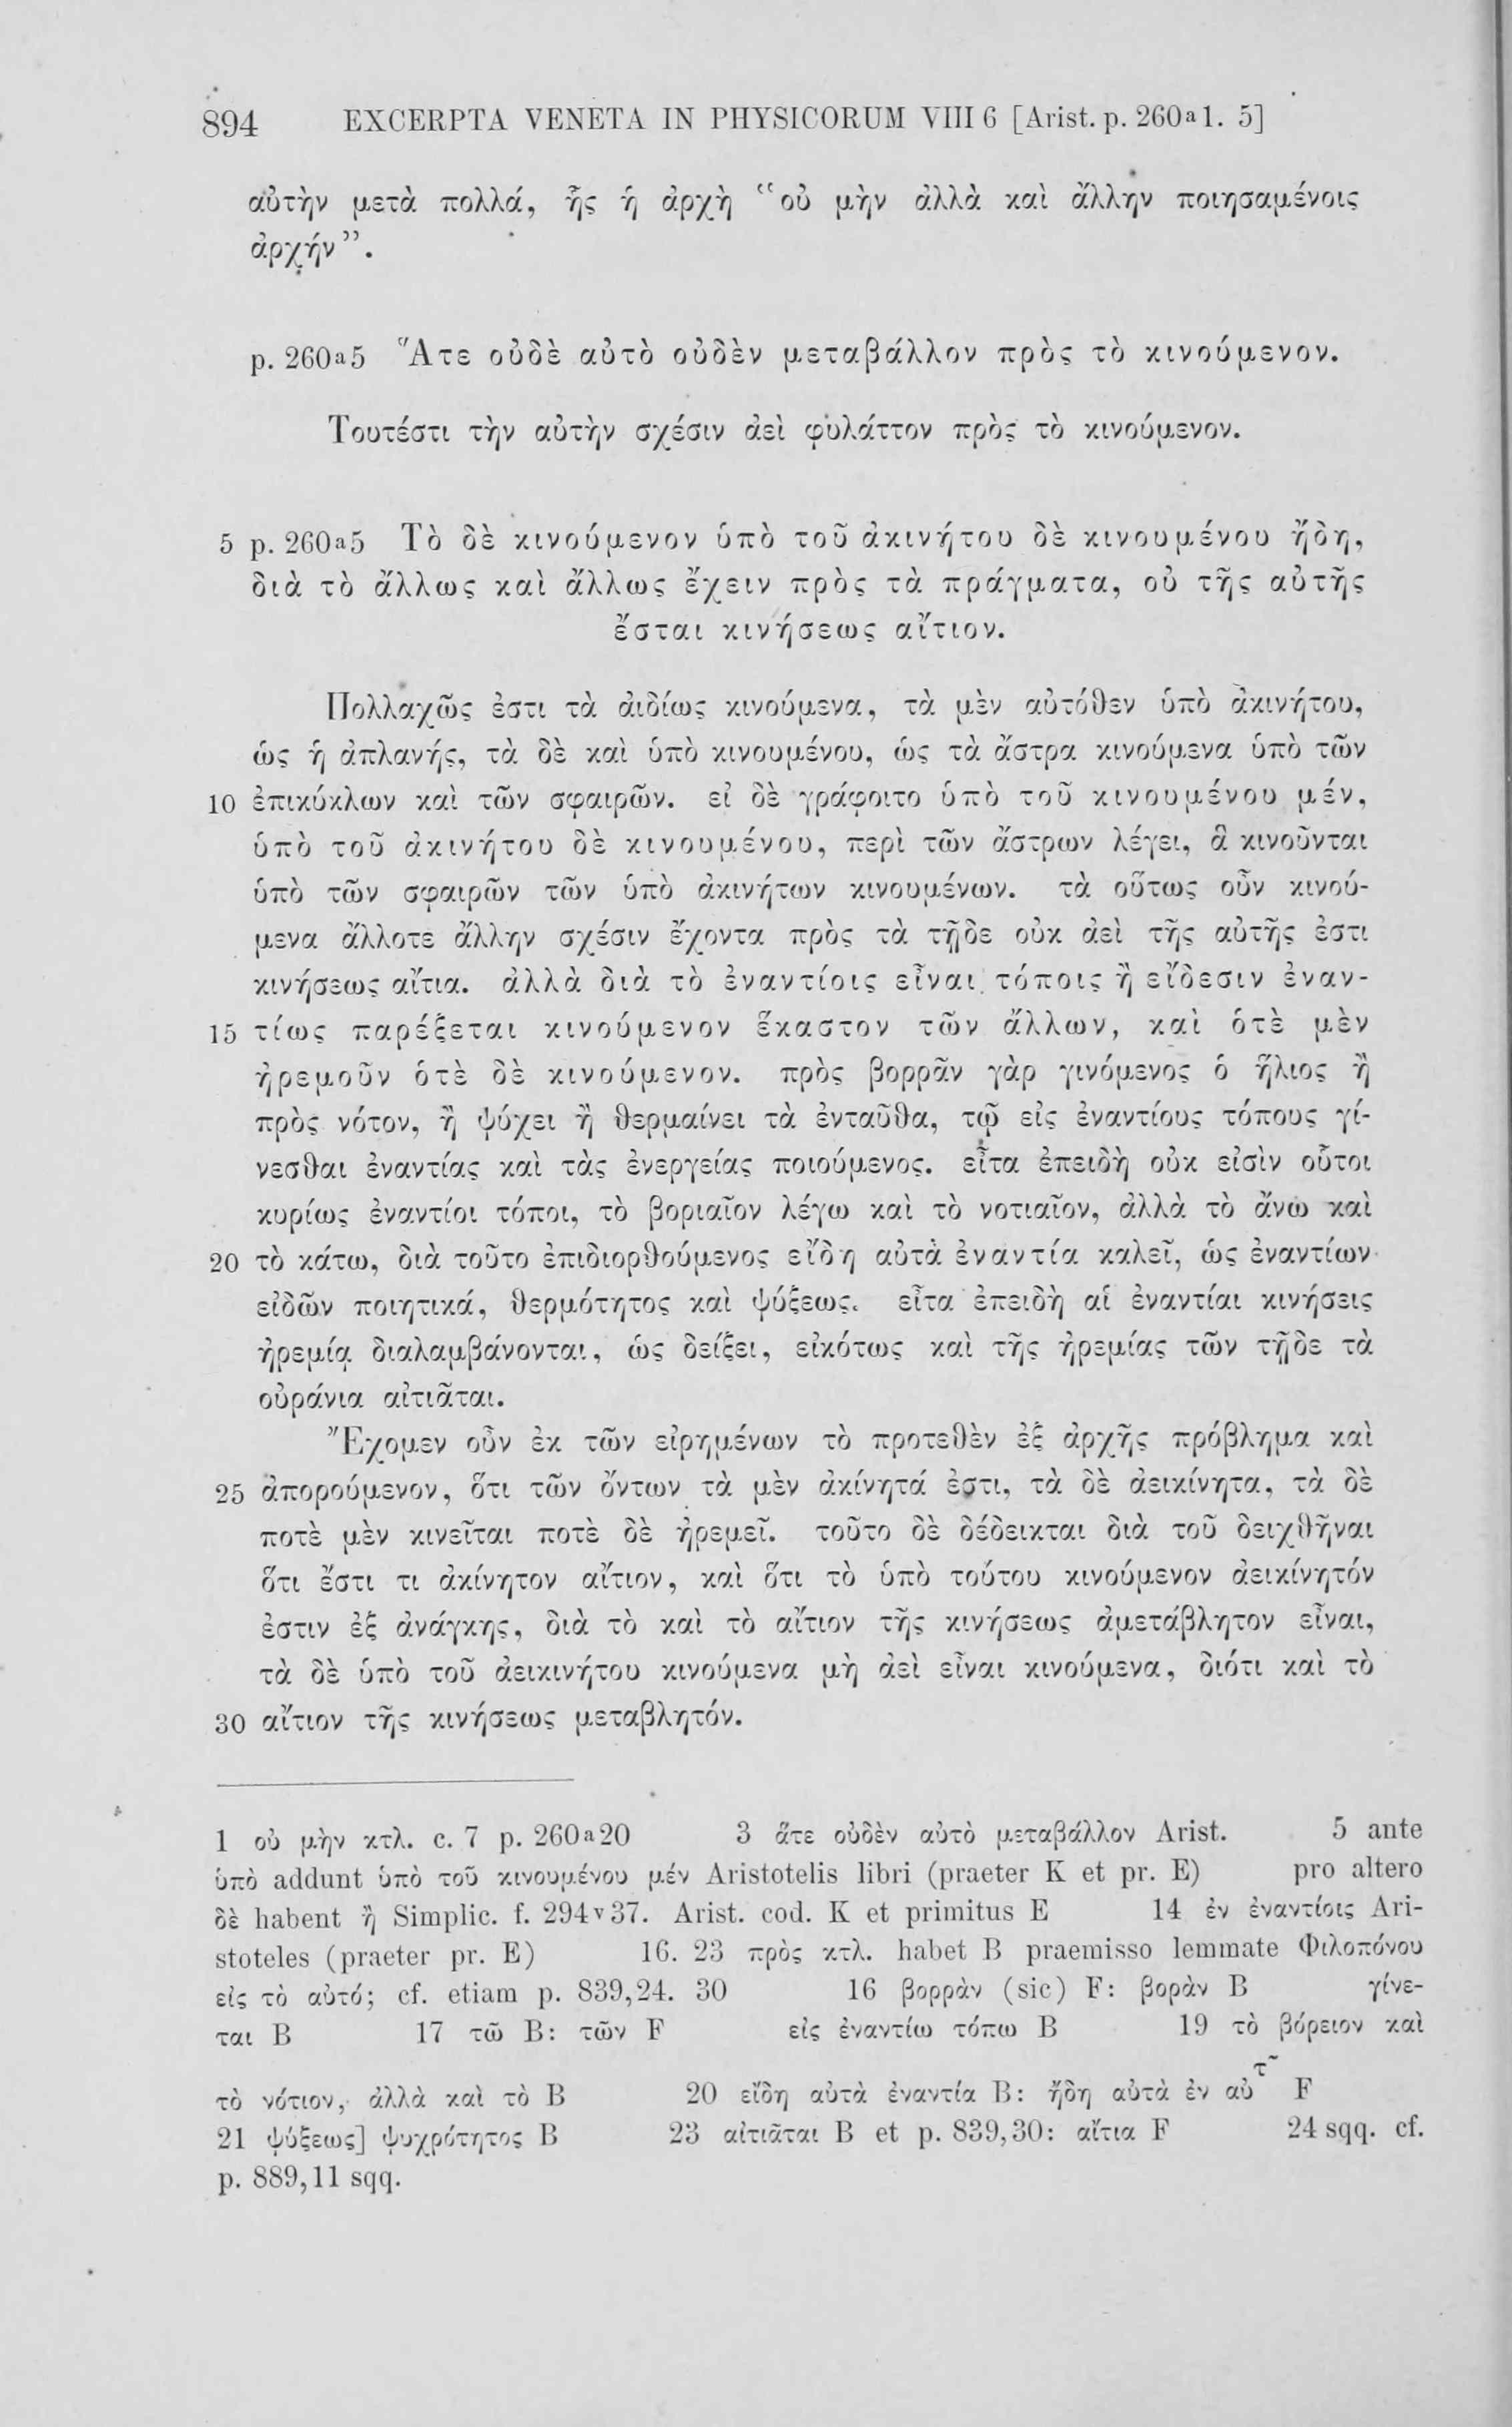 894 EXCERPTA VENETA IN PHYSICORUM VIII 6 [Arist. p. 260a1. 5]
αὐτὴν μετὰ πολλά, ἧς ἡ ἀρχὴ “οὐ μὴν ἀλλὰ καὶ ἄλλην ποιησαμένοις
ἀρχήν”.
p. 260a5 Ἅτε οὐδὲ αὐτὸ οὐδὲν μεταβάλλον πρὸς τὸ κινούμενον.
Τουτέστι τὴν αὐτὴν σχέσιν ἀεὶ φυλάττον πρὸς τὸ κινούμενον.
5 p. 260a5 Τὸ δὲ κινούμενον ὑπὸ τοῦ ἀκινήτου δὲ κινουμένου ἤδη,
διὰ τὸ ἄλλως καὶ ἄλλως ἔχειν πρὸς τὰ πράγματα, οὐ τῆς αὐτῆς
ἔσται κινήσεως αἴτιον.
Πολλαχῶς ἐστι τὰ ἀιδίως κινούμενα, τὰ μὲν αὐτόθεν ὑπὸ ἀκινήτου,
ὡς ἡ ἀπλανής, τὰ δὲ καὶ ὑπὸ κινουμένου, ὡς τὰ ἄστρα κινούμενα ὑπὸ τῶν
10 ἐπικύκλων καὶ τῶν σφαιρῶν. εἰ δὲ γράφοιτο ὑπὸ τοῦ κινουμένου μέν,
ὑπὸ τοῦ ἀκινήτου δὲ κινουμένου, περὶ τῶν ἄστρων λέγει, ἃ κινοῦνται
ὑπὸ τῶν σφαιρῶν τῶν ὑπὸ ἀκινήτων κινουμένων. τὰ οὕτως οὖν κινού-
μενα ἄλλοτε ἄλλην σχέσιν ἔχοντα πρὸς τὰ τῇδε οὐκ ἀεὶ τῆς αὐτῆς ἐστι
κινήσεως αἴτια. ἀλλὰ διὰ τὸ ἐναντίοις εἶναι τόποις ἢ εἴδεσιν ἐναν-
15 τίως παρέξεται κινούμενον ἕκαστον τῶν ἄλλων, καὶ ὁτὲ μὲν
ἠρεμοῦν ὁτὲ δὲ κινούμενον. πρὸς βορρᾶν γὰρ γινόμενος ὁ ἥλιος ἢ
πρὸς νότον, ἢ ψύχει ἢ θερμαίνει τὰ ἐνταῦθα, τῷ εἰς ἐναντίους τόπους γί-
νεσθαι ἐναντίας καὶ τὰς ἐνεργείας ποιούμενος. εἶτα ἐπειδὴ οὐκ εἰσὶν οὗτοι
κυρίως ἐναντίοι τόποι, τὸ βοριαῖον λέγω καὶ τὸ νοτιαῖον, ἀλλὰ τὸ ἄνω καὶ
20 τὸ κάτω, διὰ τοῦτο ἐπιδιορθούμενος εἴδη αὐτὰ ἐναντία καλεῖ, ὡς ἐναντίων
εἰδῶν ποιητικά, θερμότητος καὶ ψύξεως. εἶτα ἐπειδὴ αἱ ἐναντίαι κινήσεις
ἠρεμίᾳ διαλαμβάνονται, ὡς δείξει, εἰκότως καὶ τῆς ἠρεμίας τῶν τῇδε τὰ
οὐράνια αἰτιᾶται.
Ἔχομεν οὖν ἐκ τῶν εἰρημένων τὸ προτεθὲν ἐξ ἀρχῆς πρόβλημα καὶ
25 ἀπορούμενον, ὅτι τῶν ὄντων τὰ μὲν ἀκίνητά ἐστι, τὰ δὲ ἀεικίνητα, τὰ δὲ
ποτὲ μὲν κινεῖται ποτὲ δὲ ἠρεμεῖ. τοῦτο δὲ δέδεικται διὰ τοῦ δειχθῆναι
ὅτι ἔστι τι ἀκίνητον αἴτιον, καὶ ὅτι τὸ ὑπὸ τούτου κινούμενον ἀεικίνητόν
ἐστιν ἐξ ἀνάγκης, διὰ τὸ καὶ τὸ αἴτιον τῆς κινήσεως ἀμετάβλητον εἶναι,
τὰ δὲ ὑπὸ τοῦ ἀεικινήτου κινούμενα μὴ ἀεὶ εἶναι κινούμενα, διότι καὶ τὸ
30 αἴτιον τῆς κινήσεως μεταβλητόν.
1 οὐ μὴν κτλ. c. 7 p. 260a20 3 ἅτε οὐδὲν αὐτὸ μεταβάλλον Arist. 5 ante
ὑπὸ addunt ὑπὸ τοῦ κινουμένου μέν Aristotelis libri (praeter K et pr. E) pro altero
δὲ habent ἢ Simplic. f. 294v37. Arist. cod. K et primitus E 14 ἐν ἐναντίοις Ari-
stoteles (praeter pr. E) 16. 23 πρὸς κτλ. habet B praemisso lemmate Φιλοπόνου
εἰς τὸ αὐτό; cf. etiam p. 839,24. 30 16 βορρὰν (sic) F: βορὰν B γίνε-
ται B 17 τῶ B: τῶν F εἰς ἐναντίω τόπω B 19 τὸ βόρειον καὶ
τὸ νότιον, ἀλλὰ καὶ τὸ B 20 εἴδη αὐτὰ ἐναντία B: ἤδη αὐτὰ ἐν αὐτ῀ F
21 ψύξεως] ψυχρότητος B 23 αἰτιᾶται B et p. 839,30: αἴτια F 24 sqq. cf.
p. 889,11 sqq.